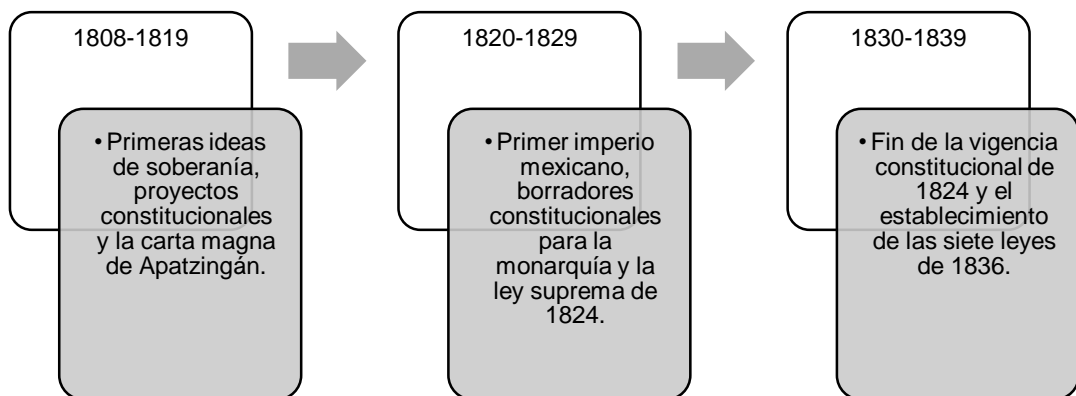 1808-1819
• Primeras ideas
de soberanía,
proyectos
constitucionales
y la carta magna
de Apatzingán.
1820-1829
• Primer imperio
mexicano,
borradores
constitucionales
para la
monarquía y la
ley suprema de
1824.
1830-1839
• Fin de la vigencia
constitucional de
1824 y el
establecimiento
de las siete leyes
de 1836.